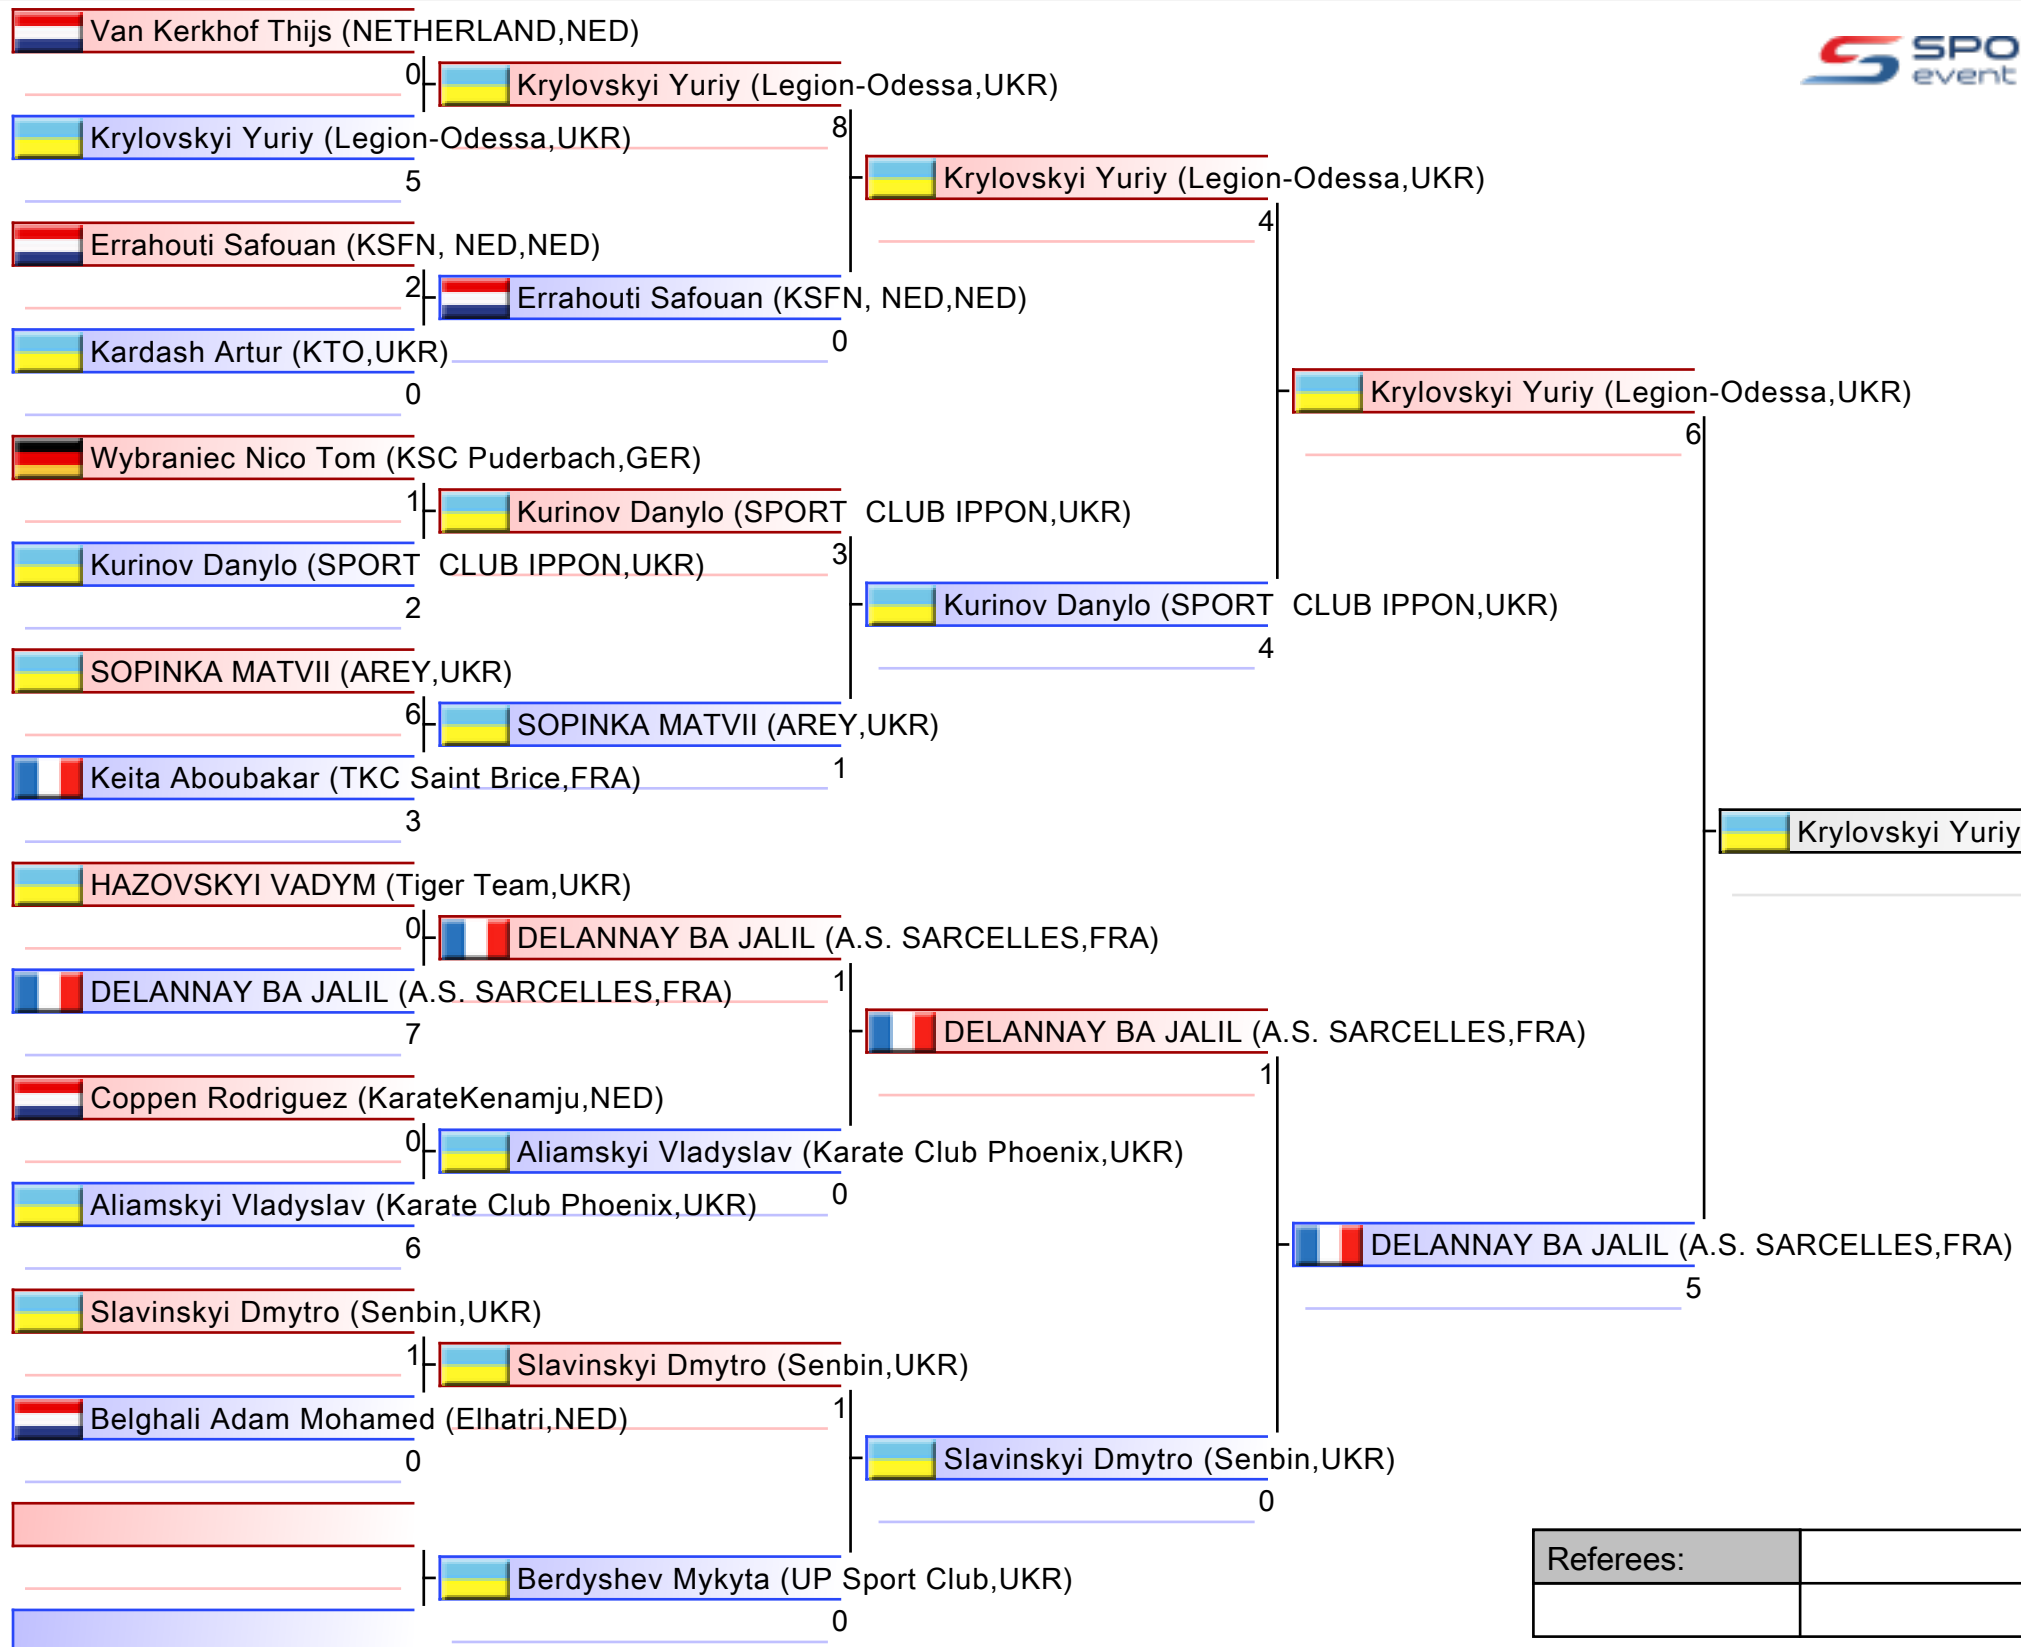 Van Kerkhof Thijs (NETHERLAND,NED)
0
Krylovskyi Yuriy (Legion-Odessa,UKR)
5
Errahouti Safouan (KSFN, NED,NED)
2
Kardash Artur (KTO,UKR)
0
Wybraniec Nico Tom (KSC Puderbach,GER)
1
Kurinov Danylo (SPORT  CLUB IPPON,UKR)
2
SOPINKA MATVII (AREY,UKR)
6
Keita Aboubakar (TKC Saint Brice,FRA)
3
HAZOVSKYI VADYM (Tiger Team,UKR)
0
DELANNAY BA JALIL (A.S. SARCELLES,FRA)
7
Coppen Rodriguez (KarateKenamju,NED)
0
Aliamskyi Vladyslav (Karate Club Phoenix,UKR)
6
Slavinskyi Dmytro (Senbin,UKR)
1
Belghali Adam Mohamed (Elhatri,NED)
0
Krylovskyi Yuriy (Legion-Odessa,UKR)
8
Errahouti Safouan (KSFN, NED,NED)
0
Kurinov Danylo (SPORT  CLUB IPPON,UKR)
3
SOPINKA MATVII (AREY,UKR)
1
DELANNAY BA JALIL (A.S. SARCELLES,FRA)
1
Aliamskyi Vladyslav (Karate Club Phoenix,UKR)
0
Slavinskyi Dmytro (Senbin,UKR)
1
Berdyshev Mykyta (UP Sport Club,UKR)
0
Krylovskyi Yuriy (Legion-Odessa,UKR)
4
Kurinov Danylo (SPORT  CLUB IPPON,UKR)
4
DELANNAY BA JALIL (A.S. SARCELLES,FRA)
1
Slavinskyi Dmytro (Senbin,UKR)
0
Krylovskyi Yuriy (Legion-Odessa,UKR)
6
DELANNAY BA JALIL (A.S. SARCELLES,FRA)
5
Krylovskyi Yuriy
SPO
event
Referees: